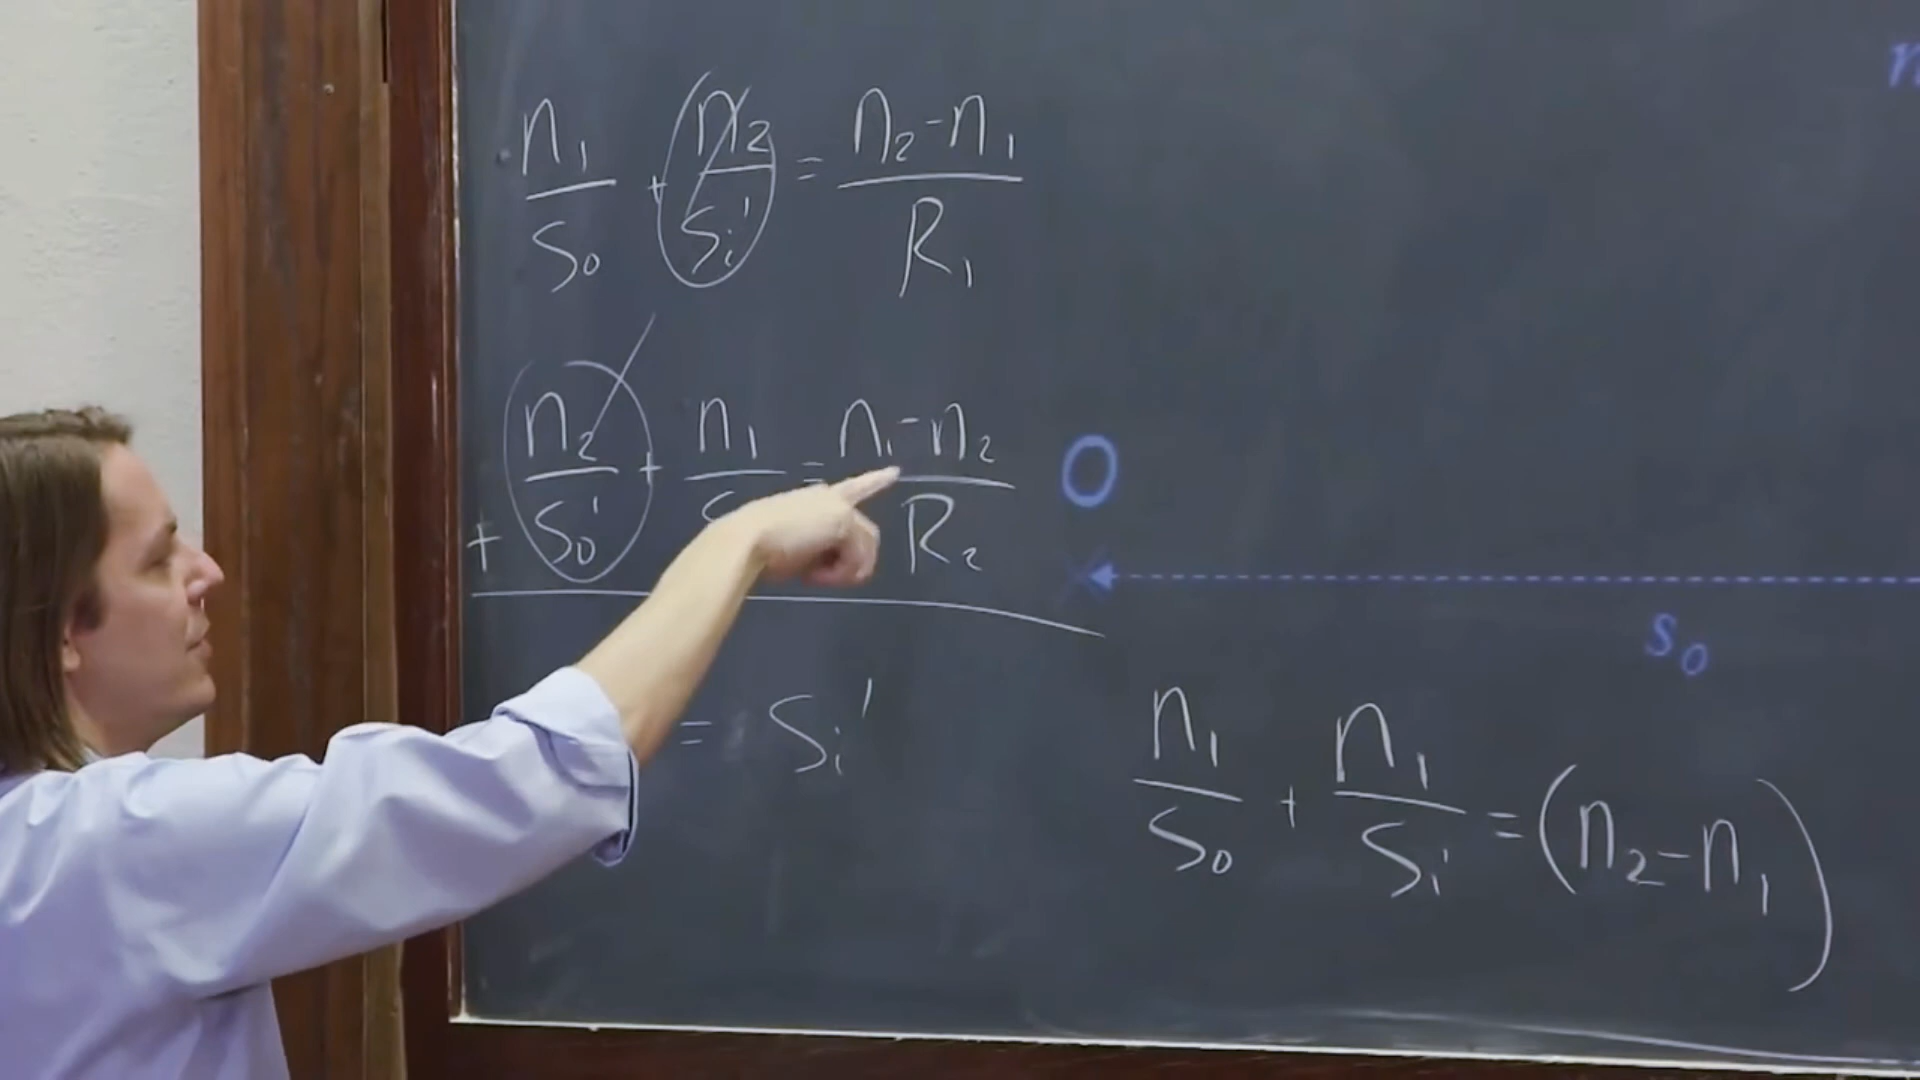 n₁/s₀ + n₂/sᵢ' = (n₂-n₁)/R₁
n₂/s₀' + n₁/s = (n₁-n₂)/R₂
+
= sᵢ'
n₁/s₀ + n₁/sᵢ = (n₂-n₁)
O
s₀
n